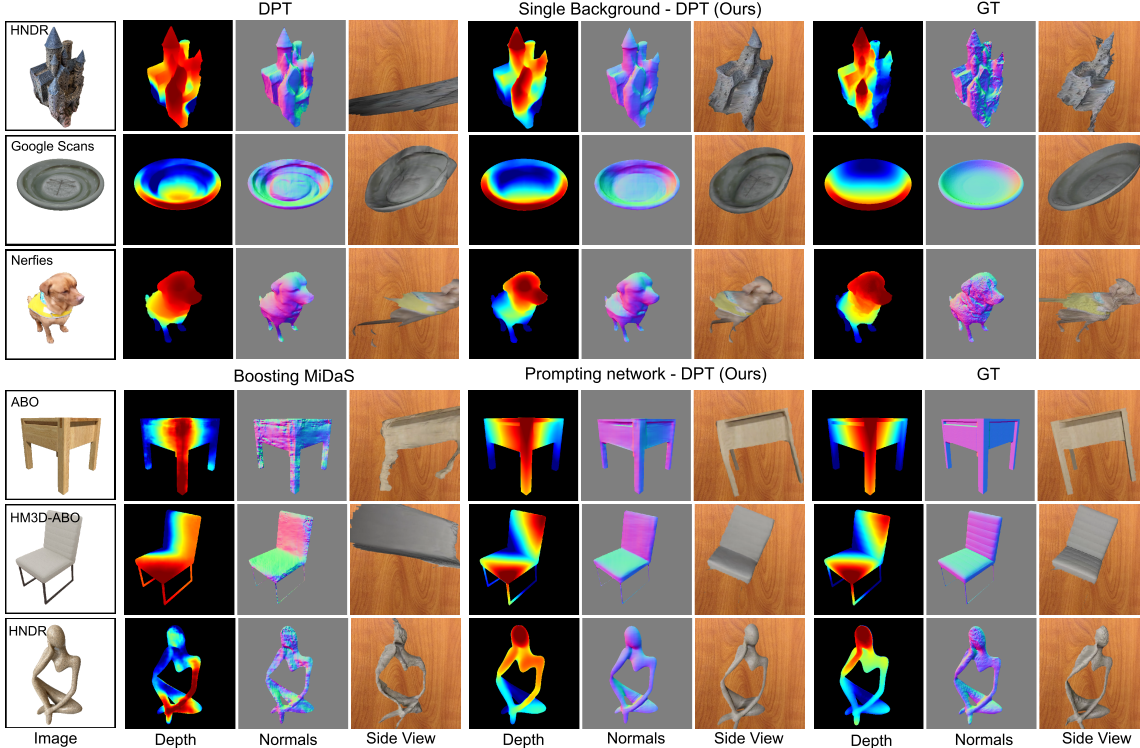 DPT Single Background - DPT (Ours) GT
HNDR
Google Scans
Nerfies
Boosting MiDaS Prompting network - DPT (Ours) GT
ABO
HM3D-ABO
HNDR
Image Depth Normals Side View Depth Normals Side View Depth Normals Side View